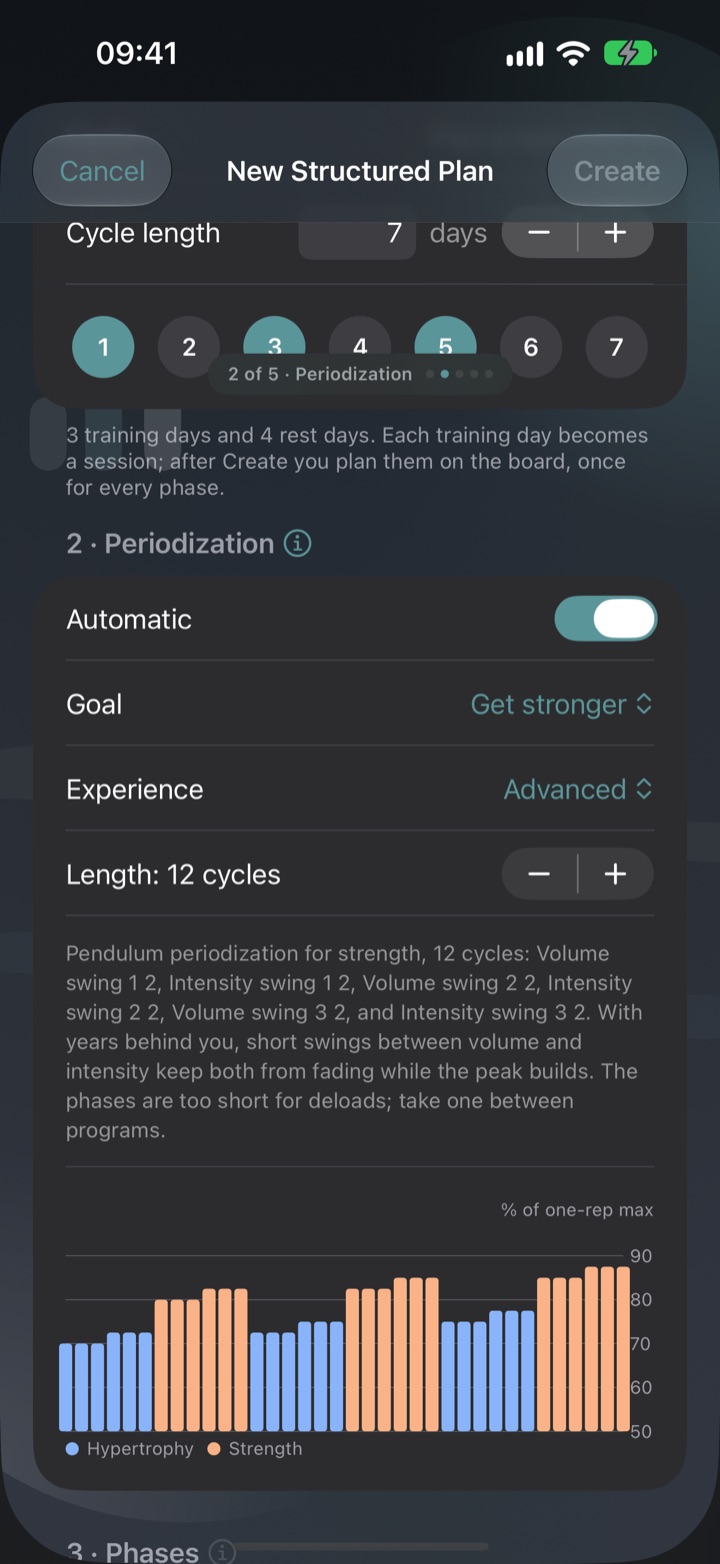 09:41
Cancel
New Structured Plan
Create
Cycle length
7
days
− +
1 2 3 4 5 6 7
2 of 5 · Periodization
3 training days and 4 rest days. Each training day becomes
a session; after Create you plan them on the board, once
for every phase.
2 · Periodization
Automatic
Goal
Get stronger
Experience
Advanced
Length: 12 cycles
− +
Pendulum periodization for strength, 12 cycles: Volume
swing 1 2, Intensity swing 1 2, Volume swing 2 2, Intensity
swing 2 2, Volume swing 3 2, and Intensity swing 3 2. With
years behind you, short swings between volume and
intensity keep both from fading while the peak builds. The
phases are too short for deloads; take one between
programs.
% of one-rep max
90
80
70
60
50
Hypertrophy
Strength
3 · Phases